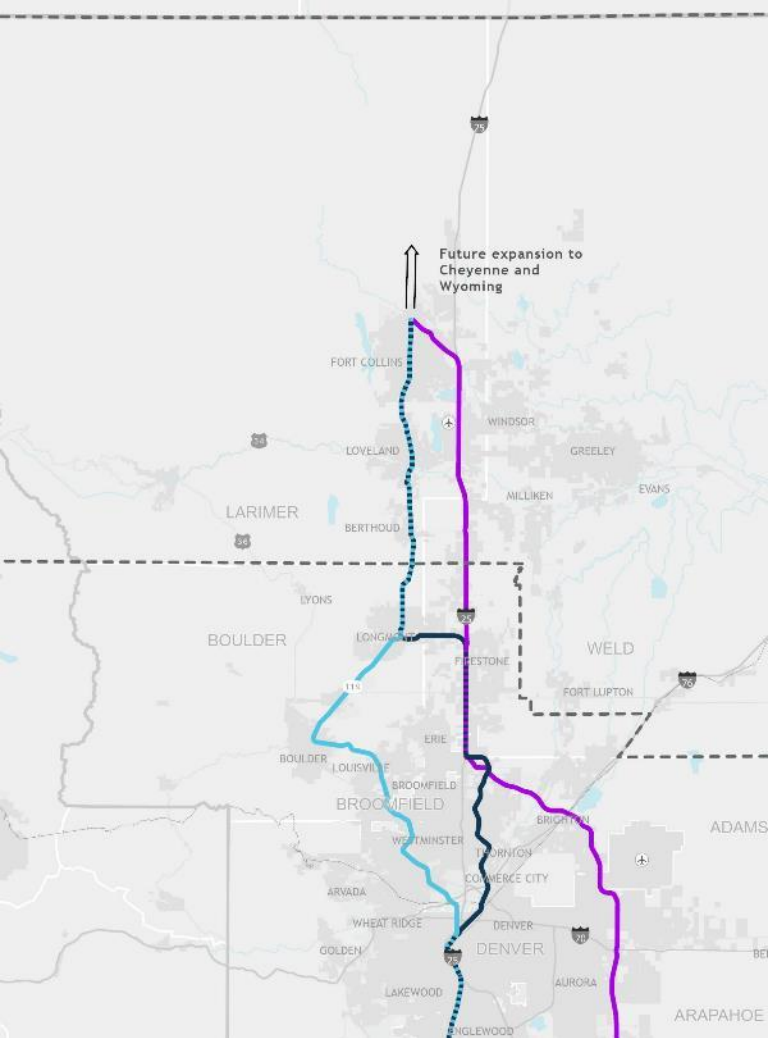 25
Future expansion to
Cheyenne and
Wyoming
FORT COLLINS
WINDSOR
34
LOVELAND
GREELEY
EVANS
MILLIKEN
LARIMER
BERTHOUD
LYONS
25
BOULDER
LONGMONT
WELD
FIRESTONE
76
119
FORT LUPTON
ERIE
BOULDER
LOUISVILLE
BROOMFIELD
BROOMFIELD
BRIGHTON
ADAMS
WESTMINSTER
THORNTON
COMMERCE CITY
ARVADA
WHEAT RIDGE
DENVER
70
GOLDEN
DENVER
25
AURORA
LAKEWOOD
ARAPAHOE
ENGLEWOOD